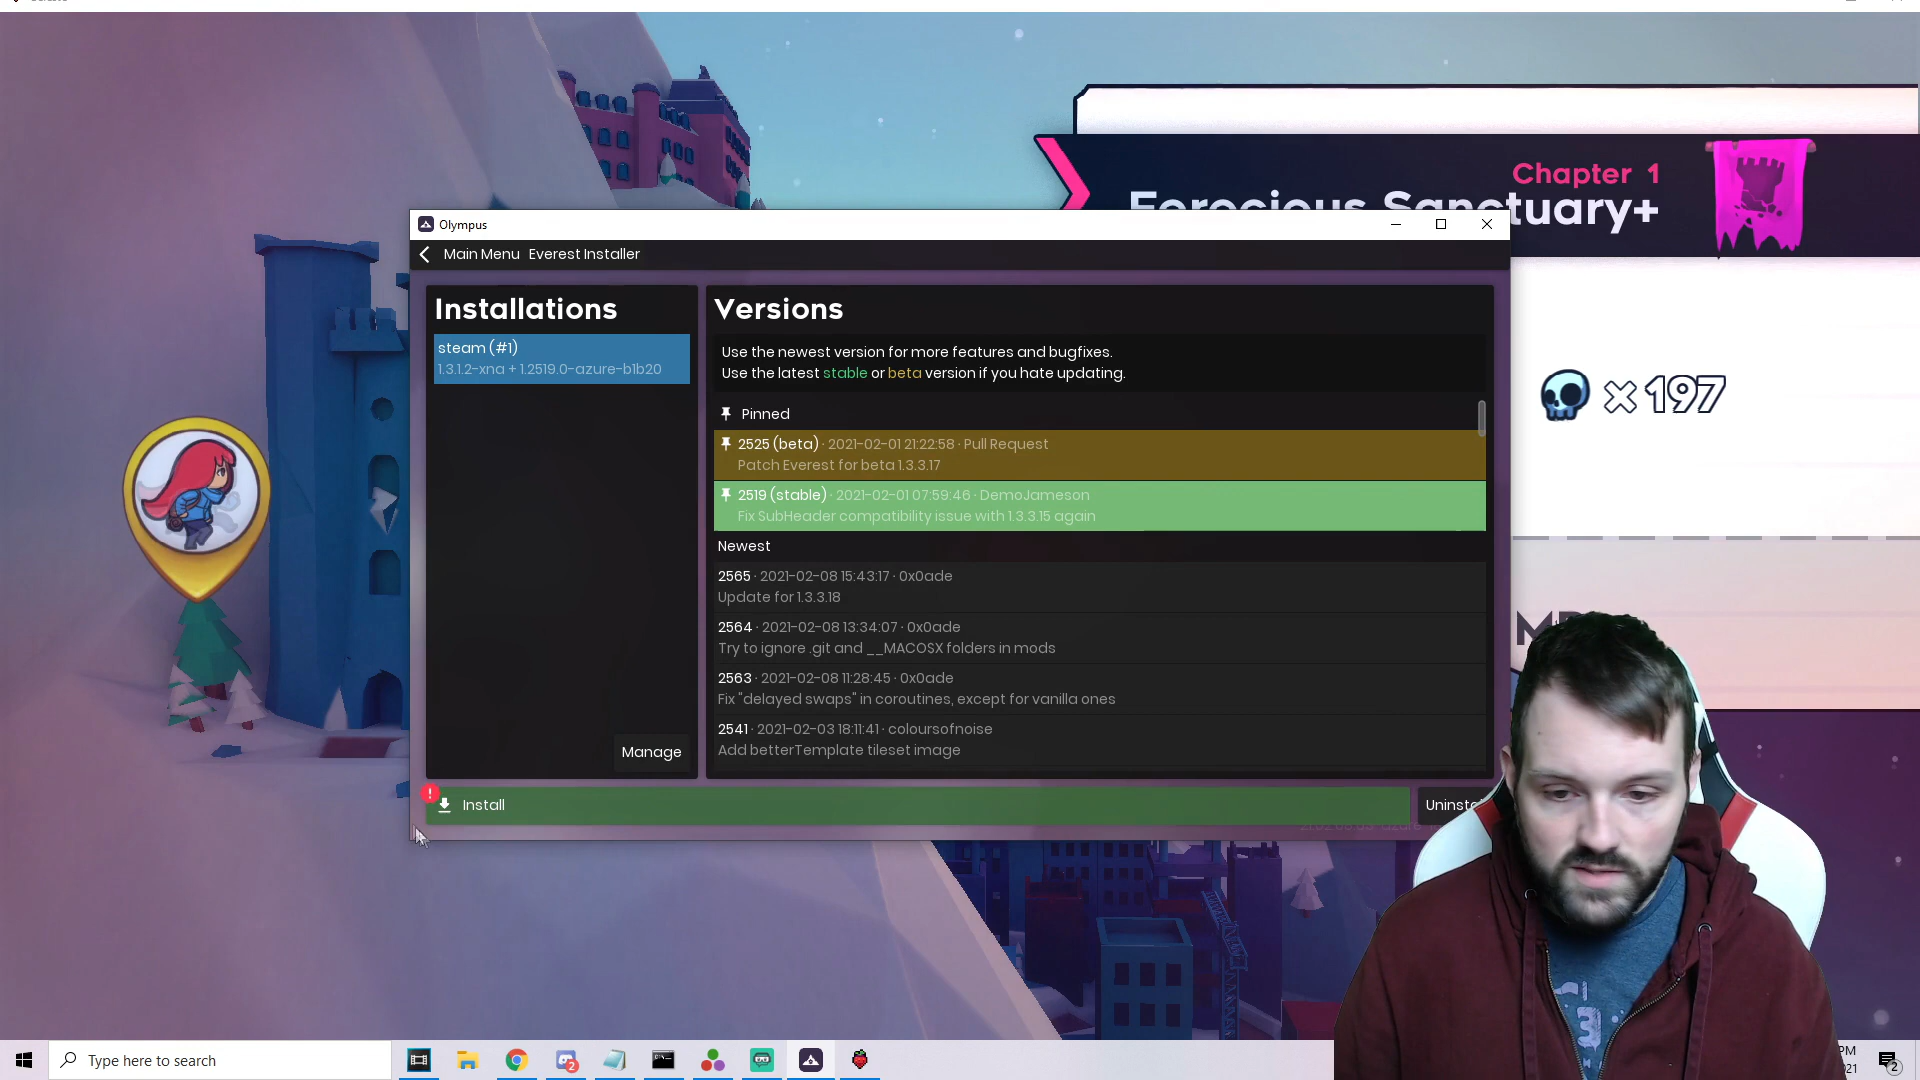 Chapter 1
Ferocious Sanctuary+
Olympus
Main Menu Everest Installer
Installations
steam (#1)
1.3.1.2-xna + 1.2519.0-azure-b1b20
Manage
Versions
Use the newest version for more features and bugfixes.
Use the latest stable or beta version if you hate updating.
Pinned
2525 (beta) · 2021-02-01 21:22:58 · Pull Request
Patch Everest for beta 1.3.3.17
2519 (stable) · 2021-02-01 07:59:46 · DemoJameson
Fix SubHeader compatibility issue with 1.3.3.15 again
Newest
2565 · 2021-02-08 15:43:17 · 0x0ade
Update for 1.3.3.18
2564 · 2021-02-08 13:34:07 · 0x0ade
Try to ignore .git and __MACOSX folders in mods
2563 · 2021-02-08 11:28:45 · 0x0ade
Fix "delayed swaps" in coroutines, except for vanilla ones
2541 · 2021-02-03 18:11:41 · coloursofnoise
Add betterTemplate tileset image
×197
!
Install
Type here to search
2
PM
2